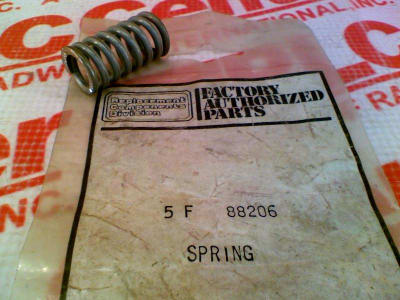 Replacement
Components
Division
FACTORY
AUTHORIZED
PARTS
5 F 88206
SPRING